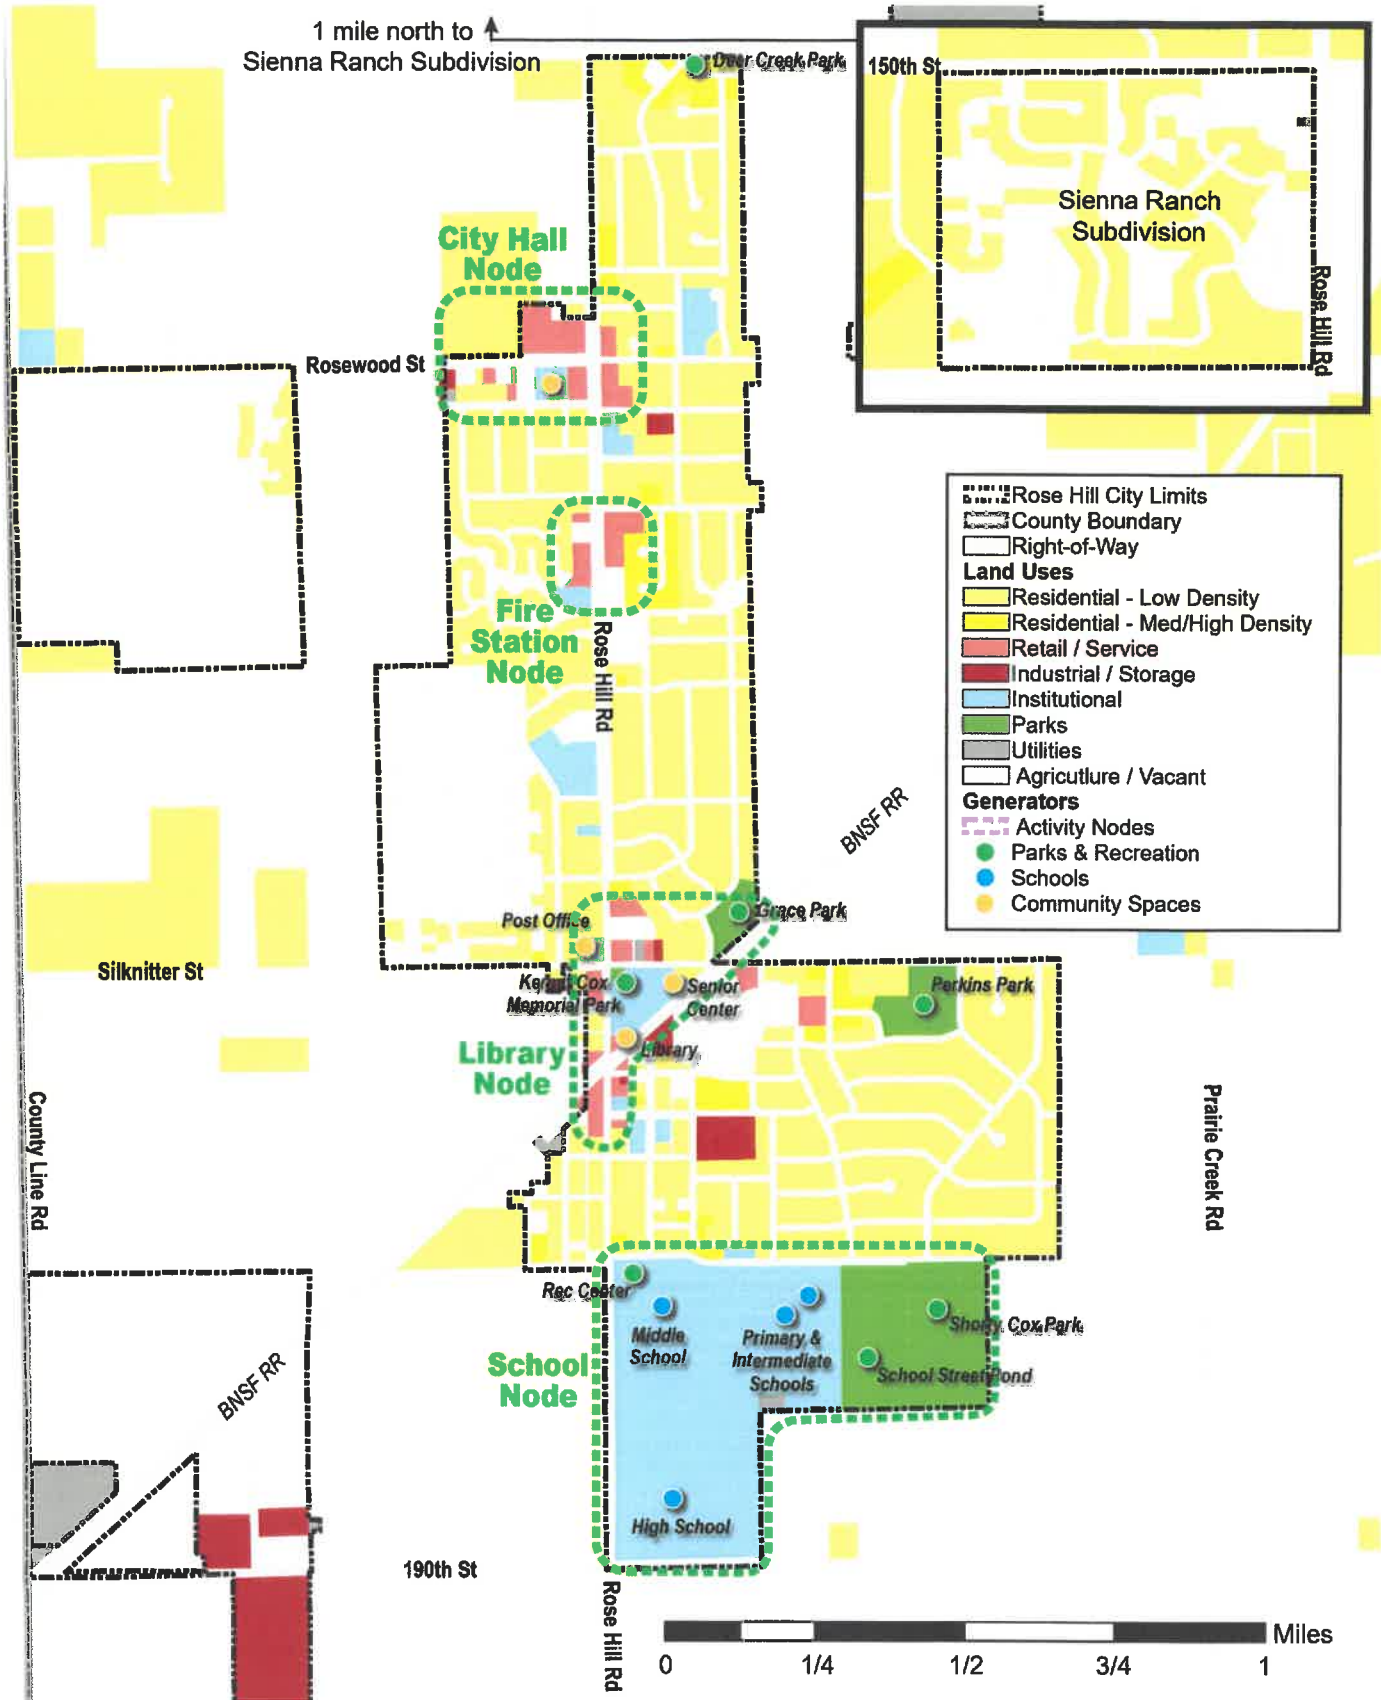 1 mile north to
Sienna Ranch Subdivision
Deer Creek Park
150th St
Sienna Ranch
Subdivision
Rose Hill Rd
City Hall
Node
Rosewood St
Rose Hill City Limits
County Boundary
Right-of-Way
Land Uses
Residential - Low Density
Residential - Med/High Density
Retail / Service
Industrial / Storage
Institutional
Parks
Utilities
Agricutlure / Vacant
Generators
Activity Nodes
Parks & Recreation
Schools
Community Spaces
Fire
Station
Node
Rose Hill Rd
BNSF RR
Post Office
Grace Park
Silknitter St
Cox
Memorial Park
Senior
Center
Perkins Park
Library
Library
Node
County Line Rd
Prairie Creek Rd
Rec Center
Middle
School
Primary &
Intermediate
Schools
Shorty Cox Park
School Street Pond
School
Node
BNSF RR
High School
190th St
Rose Hill Rd
Miles
0 1/4 1/2 3/4 1